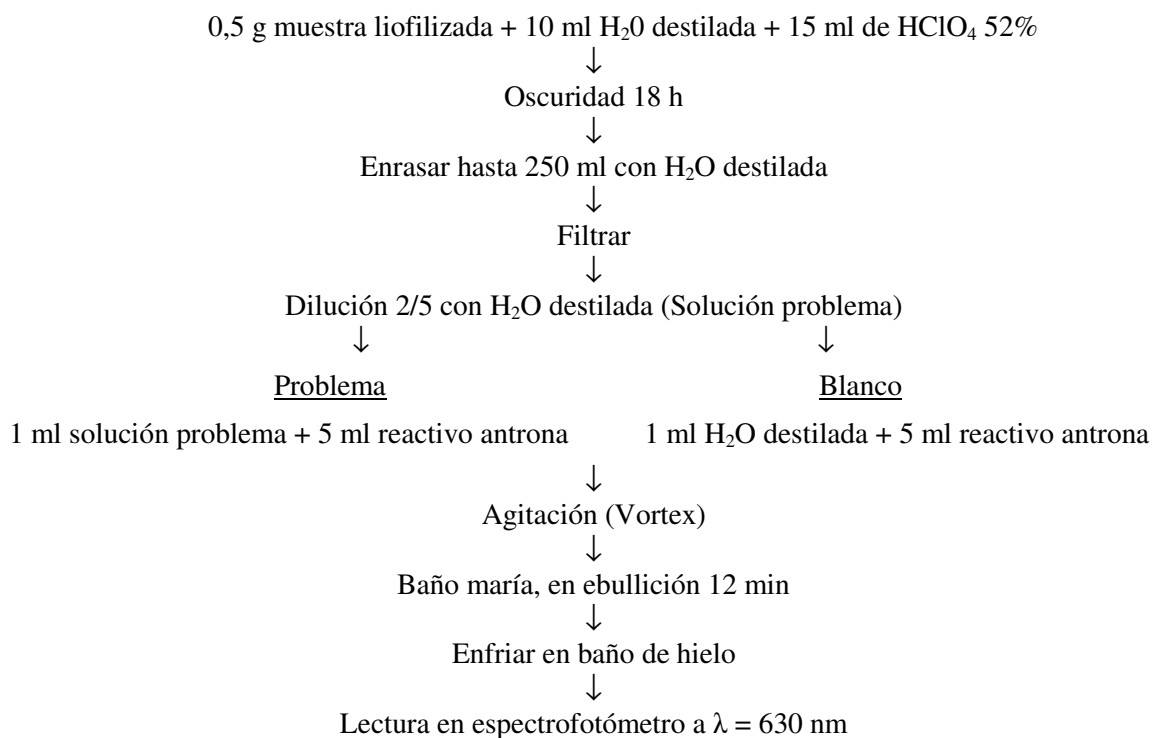 0,5 g muestra liofilizada + 10 ml H₂0 destilada + 15 ml de HClO₄ 52%
↓
Oscuridad 18 h
↓
Enrasar hasta 250 ml con H₂O destilada
↓
Filtrar
↓
Dilución 2/5 con H₂O destilada (Solución problema)
↓ ↓
Problema Blanco
1 ml solución problema + 5 ml reactivo antrona 1 ml H₂O destilada + 5 ml reactivo antrona
↓
Agitación (Vortex)
↓
Baño maría, en ebullición 12 min
↓
Enfriar en baño de hielo
↓
Lectura en espectrofotómetro a λ = 630 nm